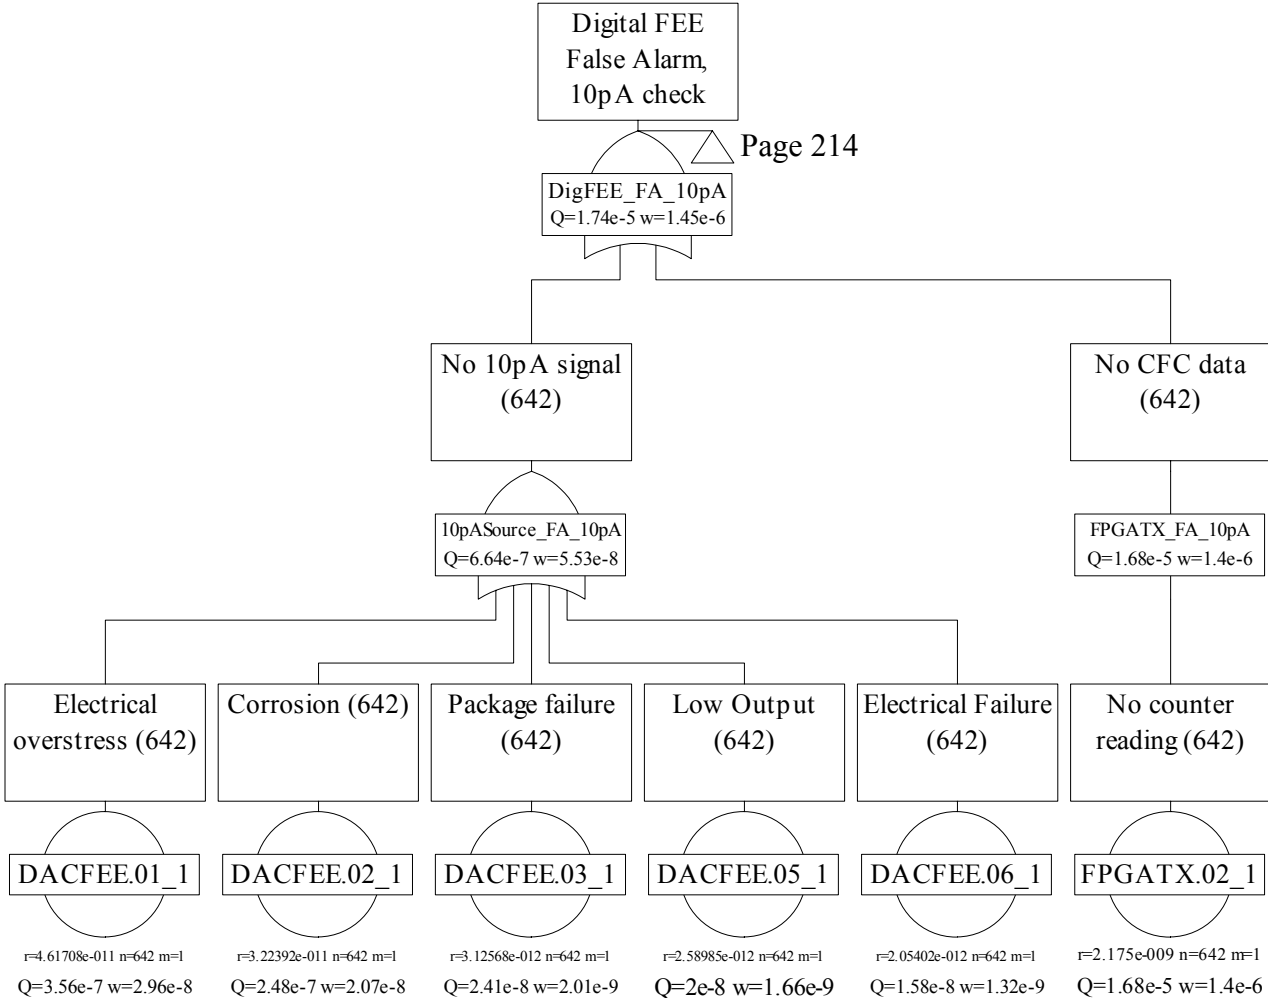 Digital FEE
False Alarm,
10pA check
Page 214
DigFEE_FA_10pA
Q=1.74e-5 w=1.45e-6
No 10pA signal
(642)
No CFC data
(642)
10pASource_FA_10pA
Q=6.64e-7 w=5.53e-8
FPGATX_FA_10pA
Q=1.68e-5 w=1.4e-6
Electrical
overstress (642)
Corrosion (642)
Package failure
(642)
Low Output
(642)
Electrical Failure
(642)
No counter
reading (642)
DACFEE.01_1
DACFEE.02_1
DACFEE.03_1
DACFEE.05_1
DACFEE.06_1
FPGATX.02_1
r=4.61708e-011 n=642 m=1
Q=3.56e-7 w=2.96e-8
r=3.22392e-011 n=642 m=1
Q=2.48e-7 w=2.07e-8
r=3.12568e-012 n=642 m=1
Q=2.41e-8 w=2.01e-9
r=2.58985e-012 n=642 m=1
Q=2e-8 w=1.66e-9
r=2.05402e-012 n=642 m=1
Q=1.58e-8 w=1.32e-9
r=2.175e-009 n=642 m=1
Q=1.68e-5 w=1.4e-6